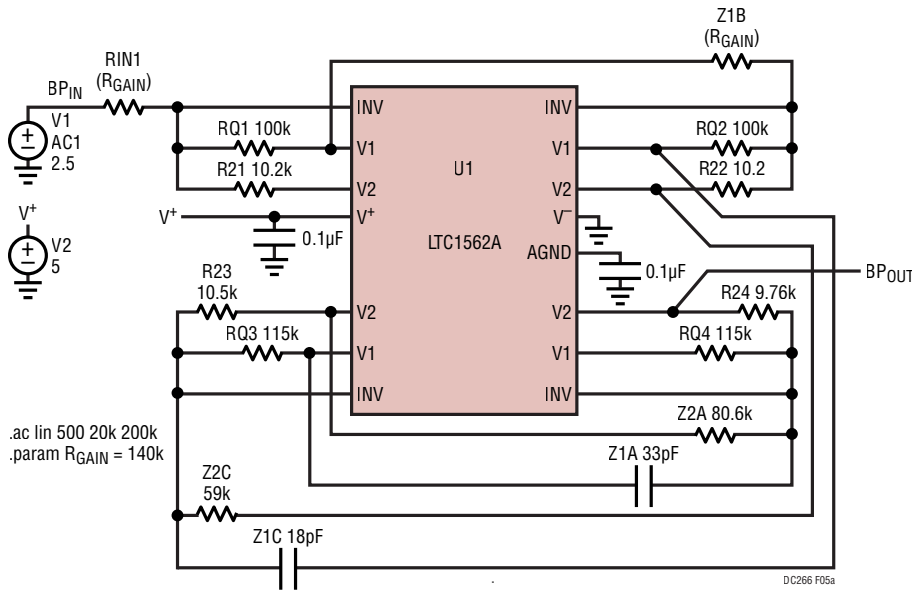 Z1B
(RGAIN)
RIN1
(RGAIN)
BPIN
V1
AC1
2.5
INV
INV
RQ1 100k
V1
V1
RQ2 100k
U1
R21 10.2k
V2
V2
R22 10.2
V+
V2
5
V+
V+
V−
0.1µF
LTC1562A
AGND
0.1µF
BPOUT
R23
10.5k
V2
V2
R24 9.76k
RQ3 115k
V1
V1
RQ4 115k
INV
INV
Z2A 80.6k
.ac lin 500 20k 200k
.param RGAIN = 140k
Z1A 33pF
Z2C
59k
Z1C 18pF
DC266 F05a